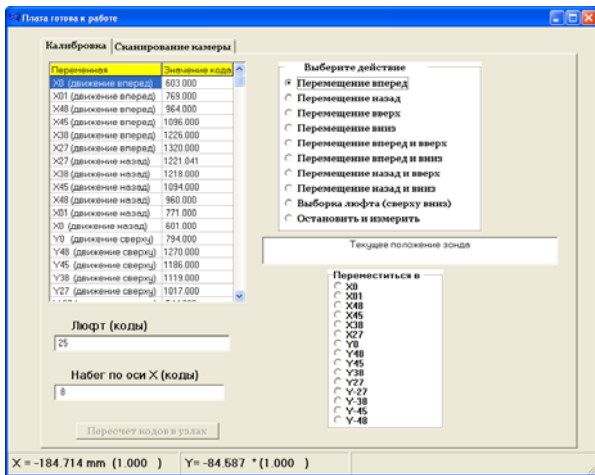 Плата готова к работе
Калибровка
Сканирование камеры
Переменная Значение кода
X0 (движение вперед) 603.000
X01 (движение вперед) 769.000
X48 (движение вперед) 964.000
X45 (движение вперед) 1096.000
X38 (движение вперед) 1226.000
X27 (движение вперед) 1320.000
X27 (движение назад) 1221.041
X38 (движение назад) 1218.000
X45 (движение назад) 1094.000
X48 (движение назад) 960.000
X01 (движение назад) 771.000
X0 (движение назад) 601.000
Y0 (движение сверху) 794.000
Y48 (движение сверху) 1270.000
Y45 (движение сверху) 1186.000
Y38 (движение сверху) 1119.000
Y27 (движение сверху) 1017.000
Люфт (коды)
25
Набег по оси X (коды)
8
Пересчет кодов в узлах
Выберите действие
Перемещение вперед
Перемещение назад
Перемещение вверх
Перемещение вниз
Перемещение вперед и вверх
Перемещение вперед и вниз
Перемещение назад и вверх
Перемещение назад и вниз
Выборка люфта (сверху вниз)
Остановить и измерить
Текущее положение зонда
Переместиться в
X0
X01
X48
X45
X38
X27
Y0
Y48
Y45
Y38
Y27
Y-27
Y-38
Y-45
Y-48
X = -184.714 mm (1.000 )
Y= -84.587 * (1.000 )